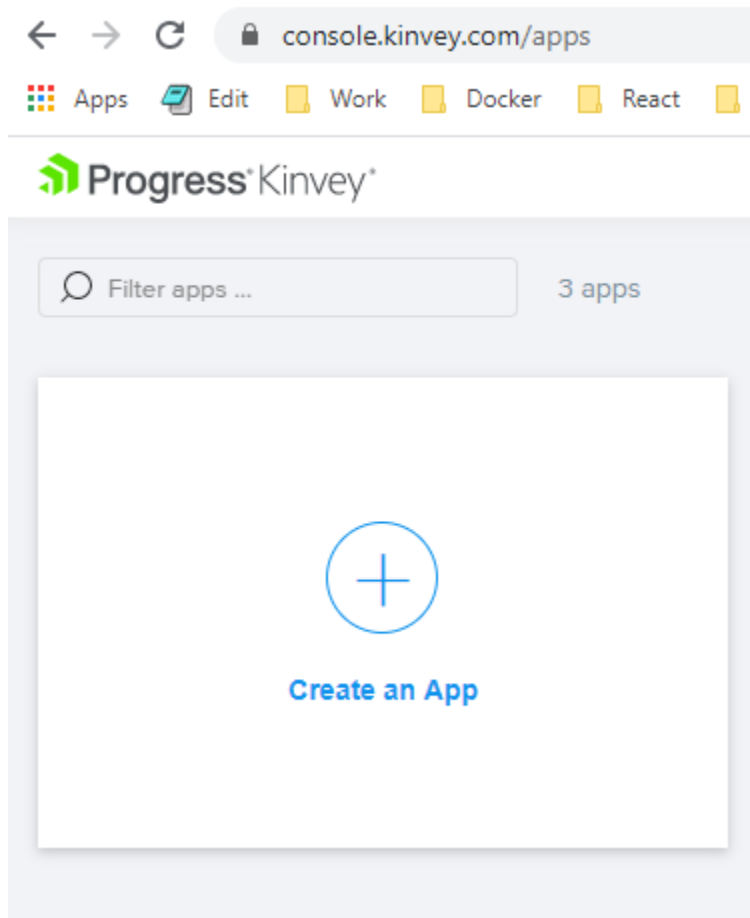 console.kinvey.com/apps
Apps Edit Work Docker React
Progress® Kinvey®
Filter apps ... 3 apps
Create an App